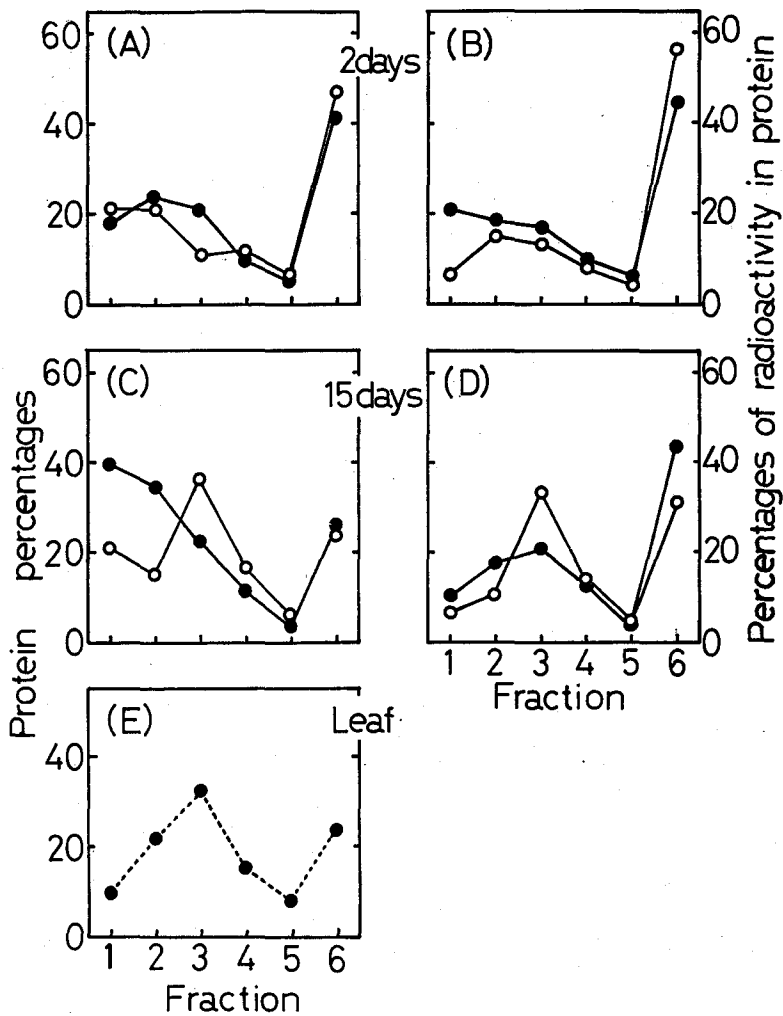 60
(A)
2days
(B)
60
40
40
20
20
0
0
60
(C)
15days
(D)
60
40
40
20
20
0
0
1 2 3 4 5 6
Fraction
(E)
Leaf
40
20
0
1 2 3 4 5 6
Fraction
Protein percentages
Percentages of radioactivity in protein